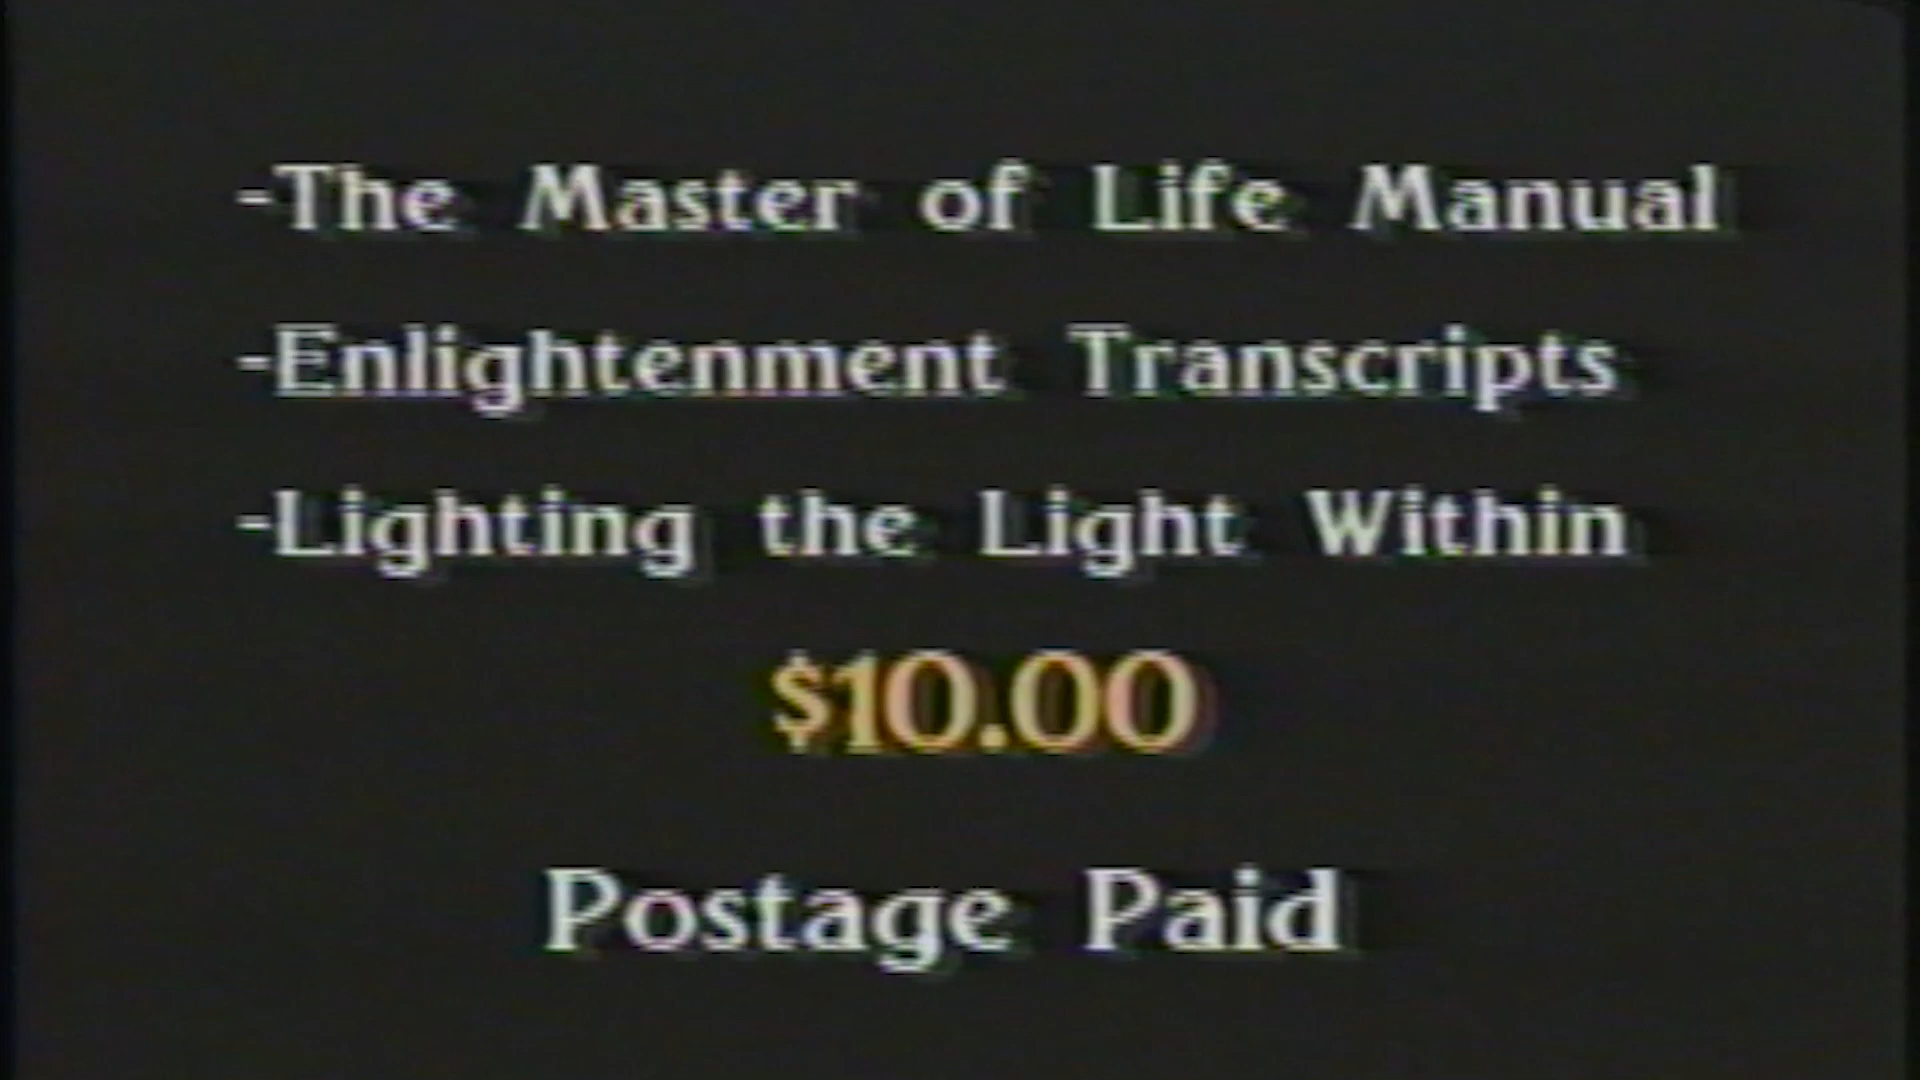 -The Master of Life Manual
-Enlightenment Transcripts
-Lighting the Light Within
$10.00
Postage Paid